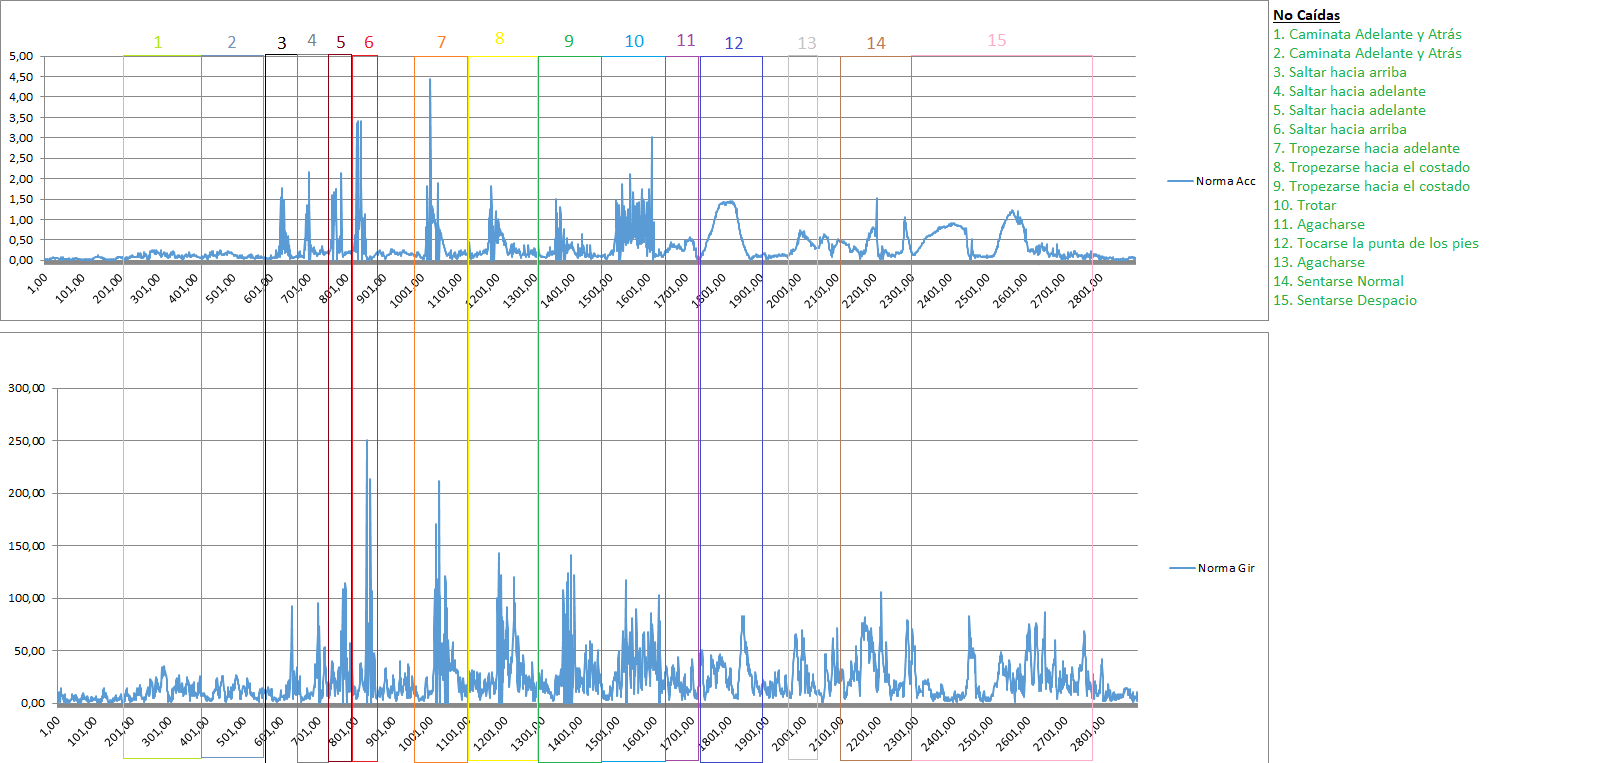 1 2 3 4 5 6 7 8 9 10 11 12 13 14 15
5,00
4,50
4,00
3,50
3,00
2,50
2,00
1,50
1,00
0,50
0,00
1,00 101,00 201,00 301,00 401,00 501,00 601,00 701,00 801,00 901,00 1001,00 1101,00 1201,00 1301,00 1401,00 1501,00 1601,00 1701,00 1801,00 1901,00 2001,00 2101,00 2201,00 2301,00 2401,00 2501,00 2601,00 2701,00 2801,00
Norma Acc
No Caídas
1. Caminata Adelante y Atrás
2. Caminata Adelante y Atrás
3. Saltar hacia arriba
4. Saltar hacia adelante
5. Saltar hacia adelante
6. Saltar hacia arriba
7. Tropezarse hacia adelante
8. Tropezarse hacia el costado
9. Tropezarse hacia el costado
10. Trotar
11. Agacharse
12. Tocarse la punta de los pies
13. Agacharse
14. Sentarse Normal
15. Sentarse Despacio
300,00
250,00
200,00
150,00
100,00
50,00
0,00
1,00 101,00 201,00 301,00 401,00 501,00 601,00 701,00 801,00 901,00 1001,00 1101,00 1201,00 1301,00 1401,00 1501,00 1601,00 1701,00 1801,00 1901,00 2001,00 2101,00 2201,00 2301,00 2401,00 2501,00 2601,00 2701,00 2801,00
Norma Gir